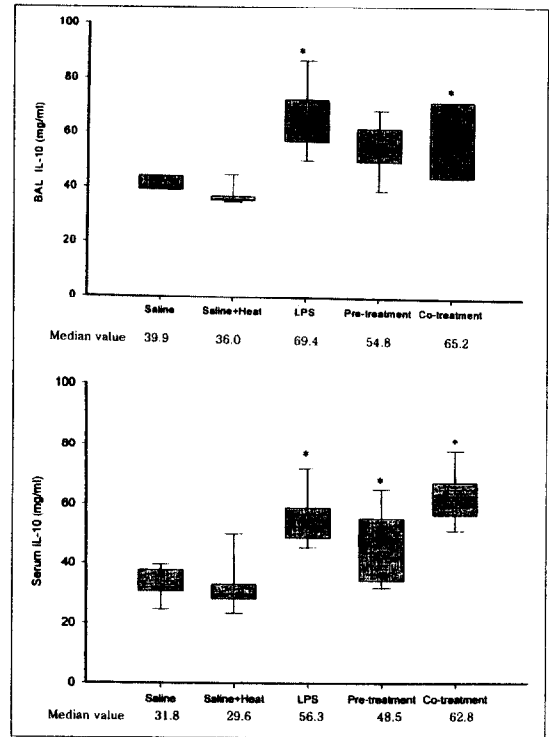 100
80
60
40
20
0
BAL IL-10 (mg/ml)
*
*
Saline Saline+Heat LPS Pre-treatment Co-treatment
Median value 39.9 36.0 69.4 54.8 65.2
100
80
60
40
20
0
Serum IL-10 (mg/ml)
*
*
*
Saline Saline+Heat LPS Pre-treatment Co-treatment
Median value 31.8 29.6 56.3 48.5 62.8